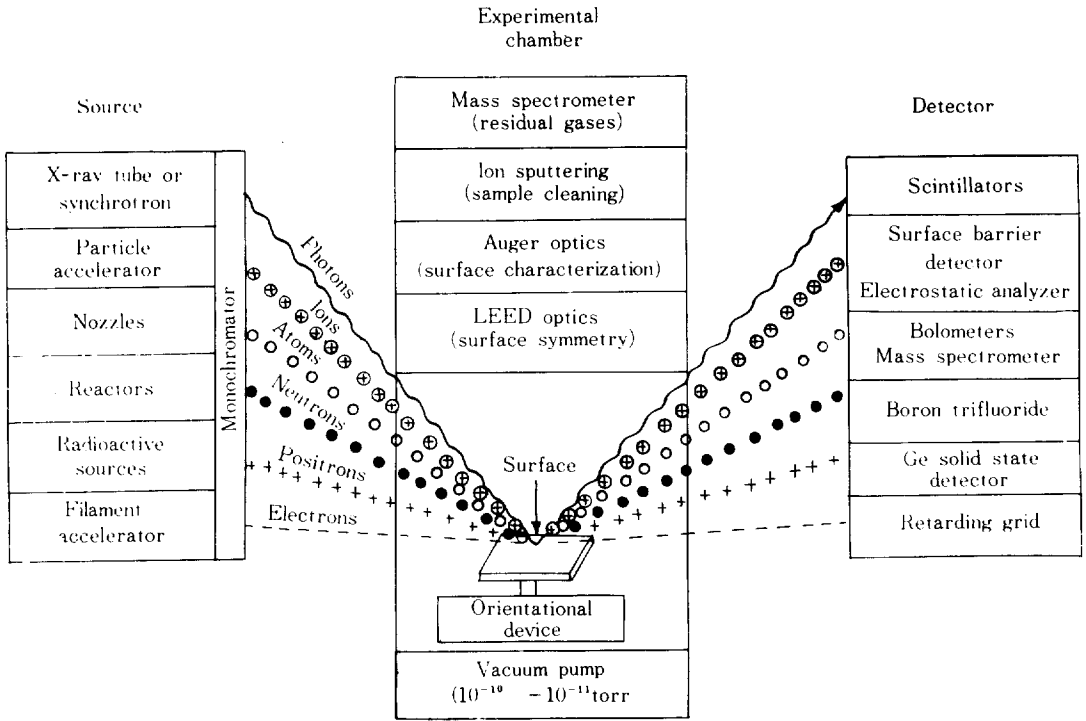 Experimental
chamber
Source
X-ray tube or
synchrotron
Particle
accelerator
Nozzles
Reactors
Radioactive
sources
Filament
accelerator
Monochromator
Photons
Ions
Atoms
Neutrons
Positrons
Electrons
Mass spectrometer
(residual gases)
Ion sputtering
(sample cleaning)
Auger optics
(surface characterization)
LEED optics
(surface symmetry)
Surface
Orientational
device
Vacuum pump
(10⁻¹⁰ -10⁻¹¹torr
Detector
Scintillators
Surface barrier
detector
Electrostatic analyzer
Bolometers
Mass spectrometer
Boron trifluoride
Ge solid state
detector
Retarding grid